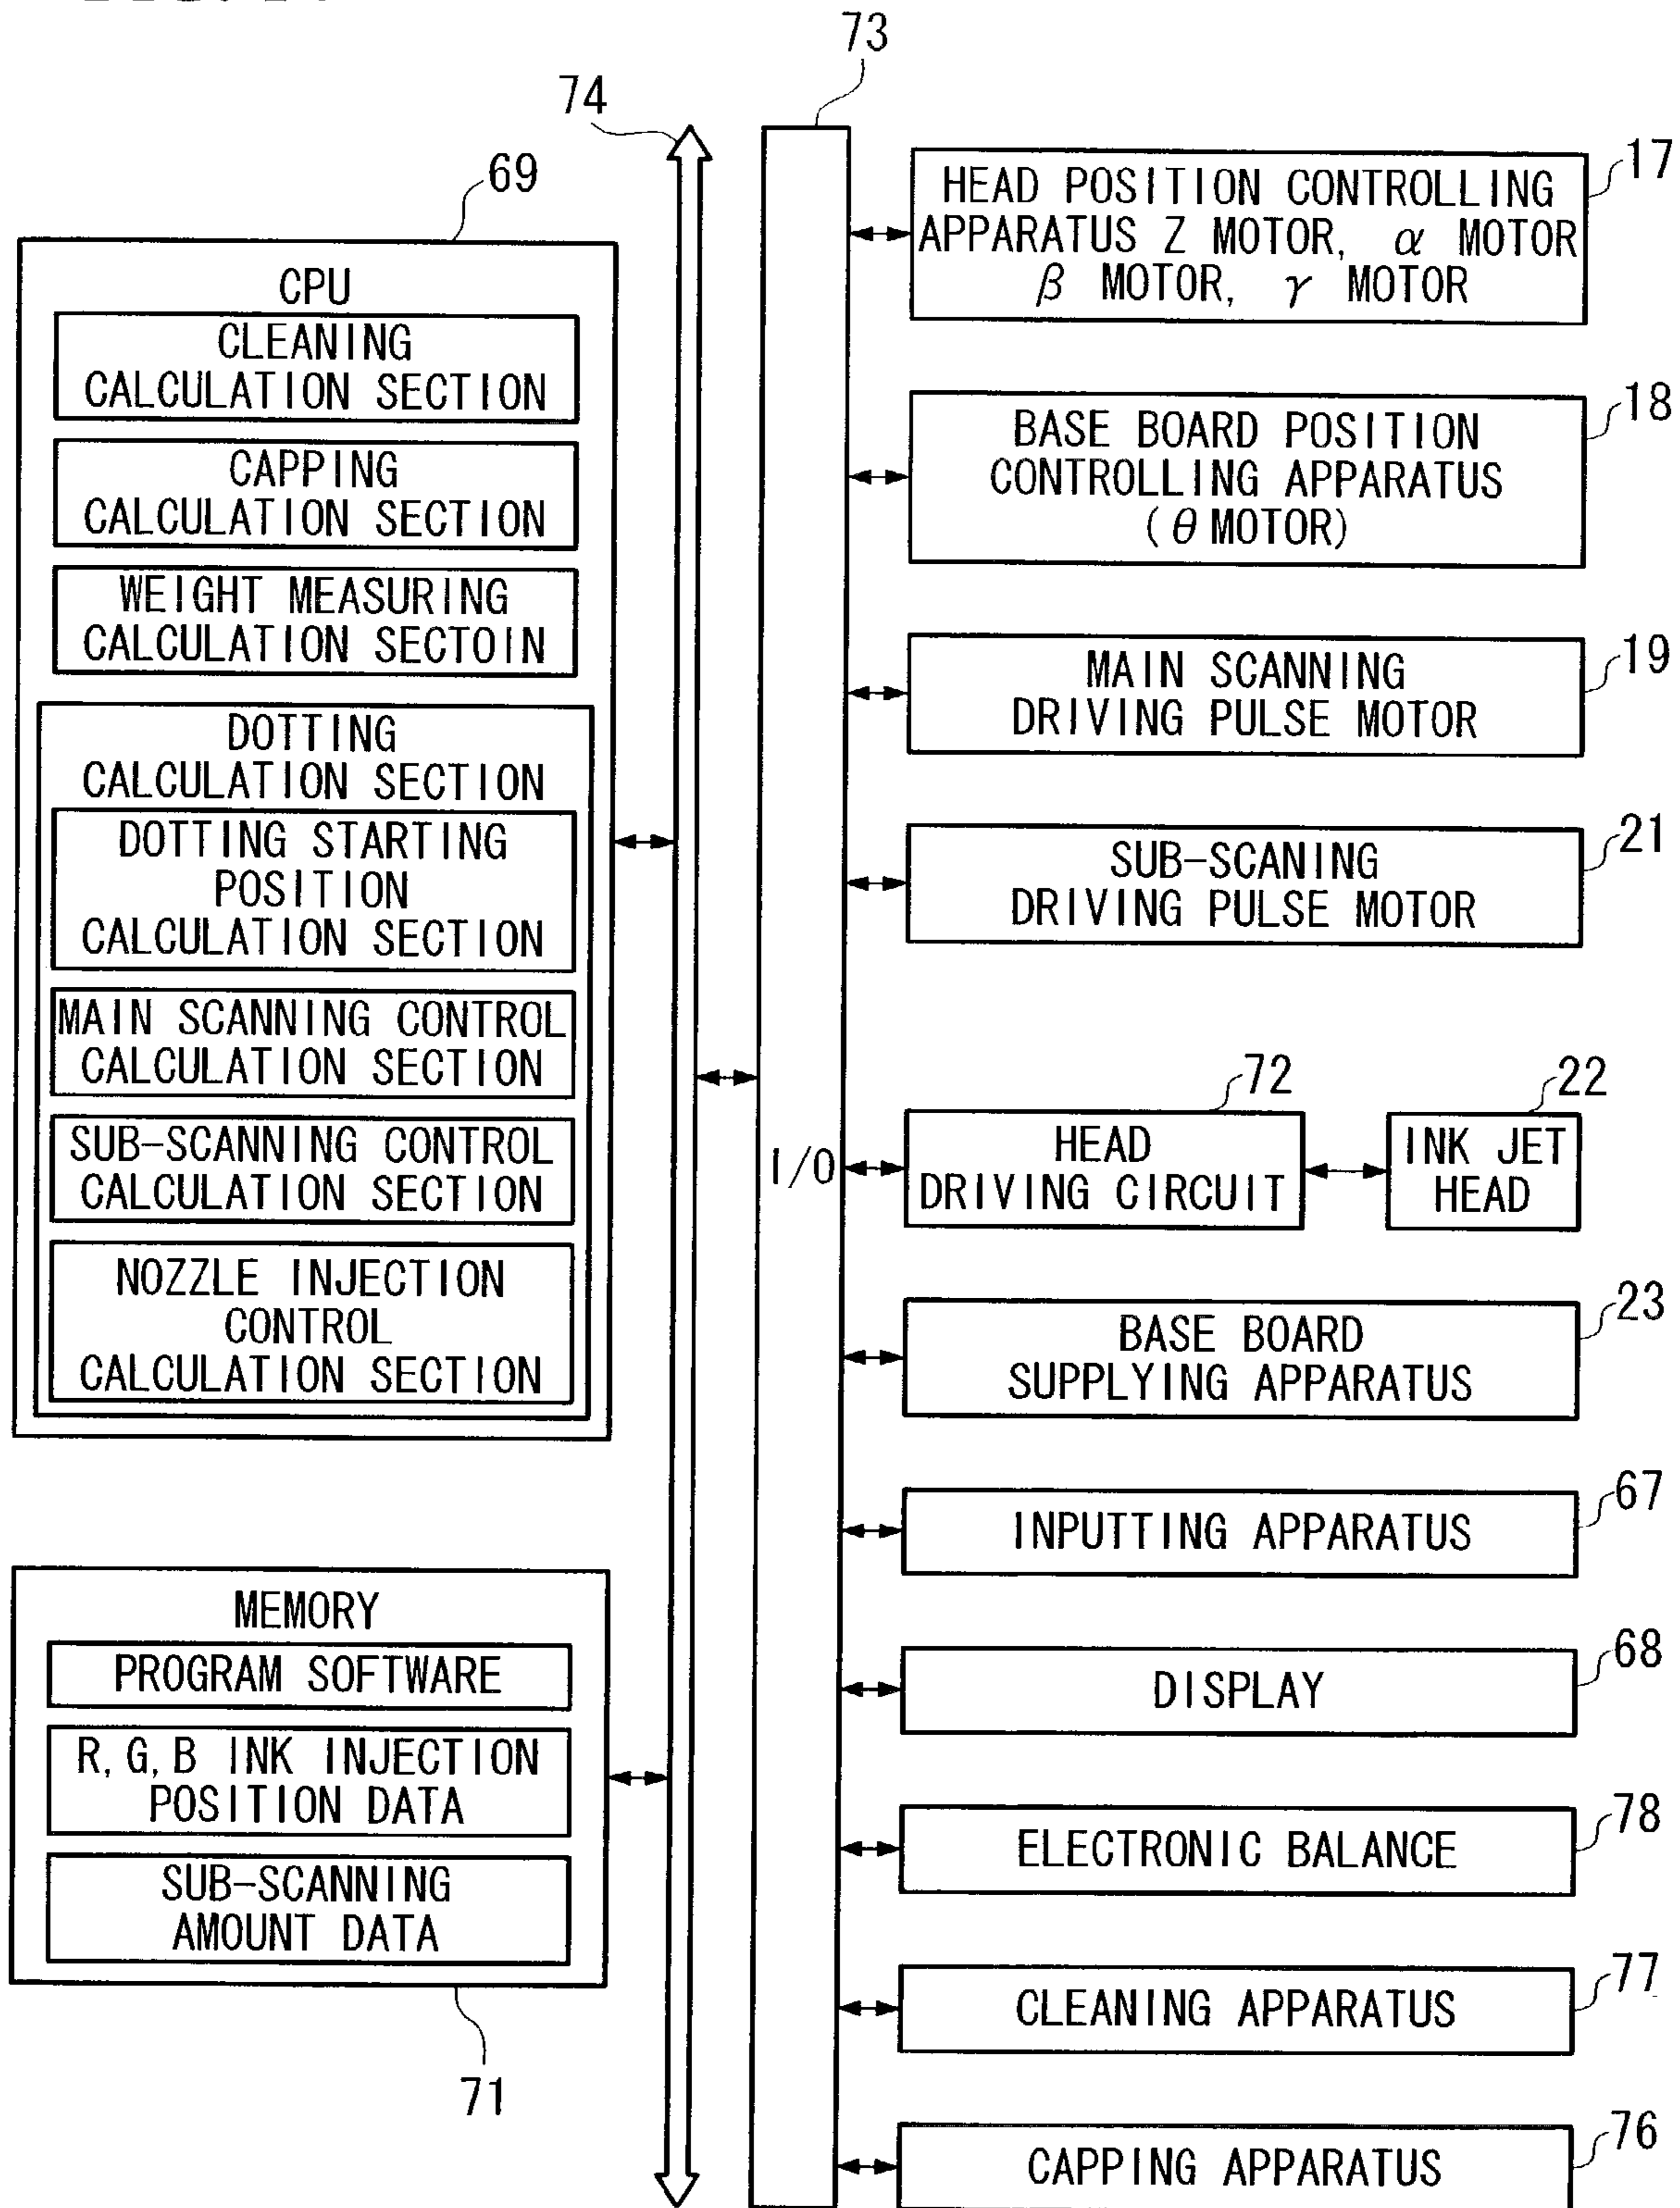 73
74
69
CPU
CLEANING
CALCULATION SECTION
CAPPING
CALCULATION SECTION
WEIGHT MEASURING
CALCULATION SECTOIN
DOTTING
CALCULATION SECTION
DOTTING STARTING
POSITION
CALCULATION SECTION
MAIN SCANNING CONTROL
CALCULATION SECTION
SUB-SCANNING CONTROL
CALCULATION SECTION
NOZZLE INJECTION
CONTROL
CALCULATION SECTION
MEMORY
PROGRAM SOFTWARE
R, G, B INK INJECTION
POSITION DATA
SUB-SCANNING
AMOUNT DATA
71
I/O
17
HEAD POSITION CONTROLLING
APPARATUS Z MOTOR, α MOTOR
β MOTOR, γ MOTOR
18
BASE BOARD POSITION
CONTROLLING APPARATUS
(θ MOTOR)
19
MAIN SCANNING
DRIVING PULSE MOTOR
21
SUB-SCANING
DRIVING PULSE MOTOR
72
HEAD
DRIVING CIRCUIT
22
INK JET
HEAD
23
BASE BOARD
SUPPLYING APPARATUS
67
INPUTTING APPARATUS
68
DISPLAY
78
ELECTRONIC BALANCE
77
CLEANING APPARATUS
76
CAPPING APPARATUS